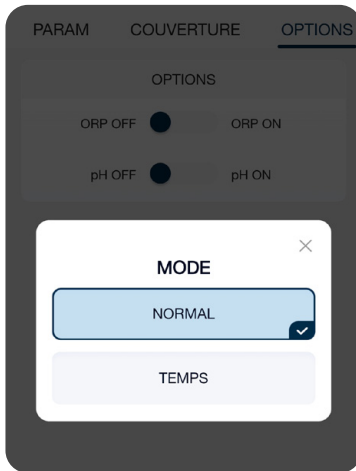 PARAM COUVERTURE OPTIONS
OPTIONS
ORP OFF ORP ON
pH OFF pH ON
MODE
NORMAL
TEMPS